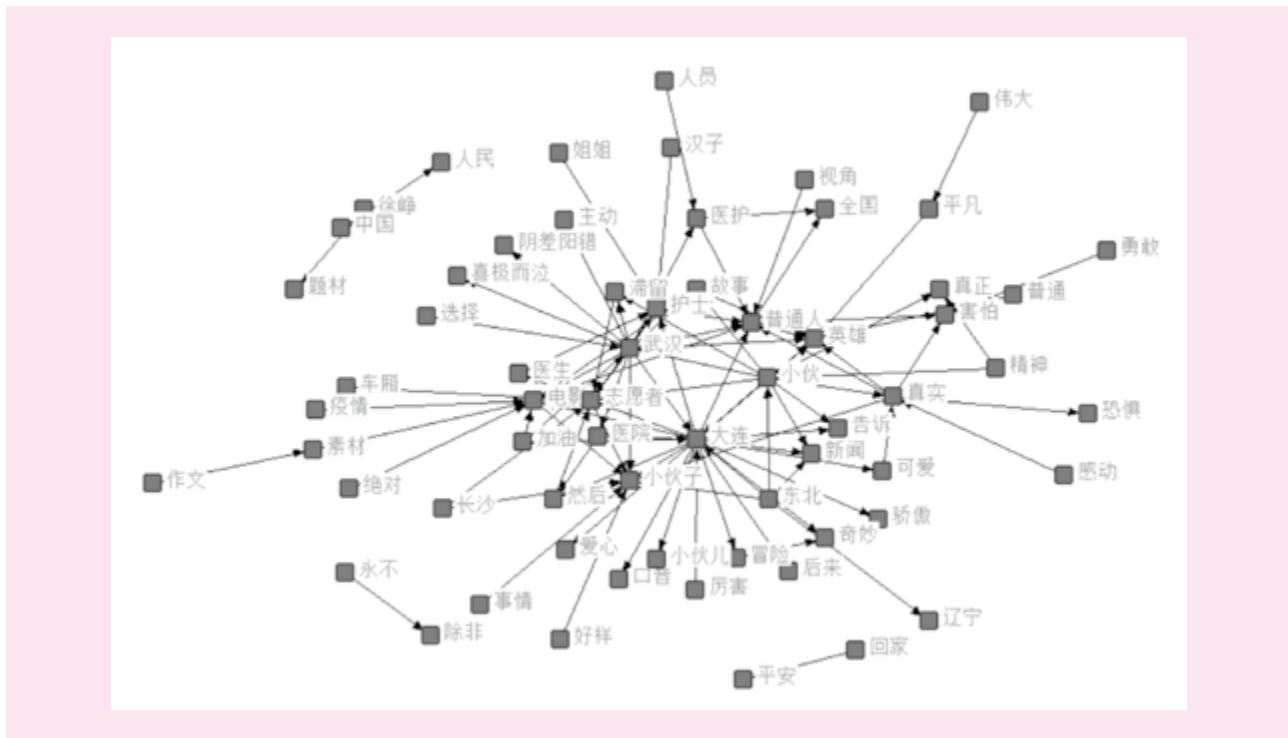 人员
伟大
汉子
姐姐
人民
视角
徐峥
全国
平凡
医护
主动
中国
阴差阳错
勇敢
喜极而泣
题材
滞留
故事
真正
普通
护士
选择
普通人
害怕
英雄
武汉
精神
医生
小伙
车厢
电影
志愿者
真实
疫情
恐惧
告诉
素材
加油
医院
大连
新闻
可爱
感动
作文
绝对
小伙子
长沙
然后
东北
骄傲
奇妙
爱心
小伙儿
冒险
后来
永不
口音
厉害
事情
辽宁
除非
好样
回家
平安